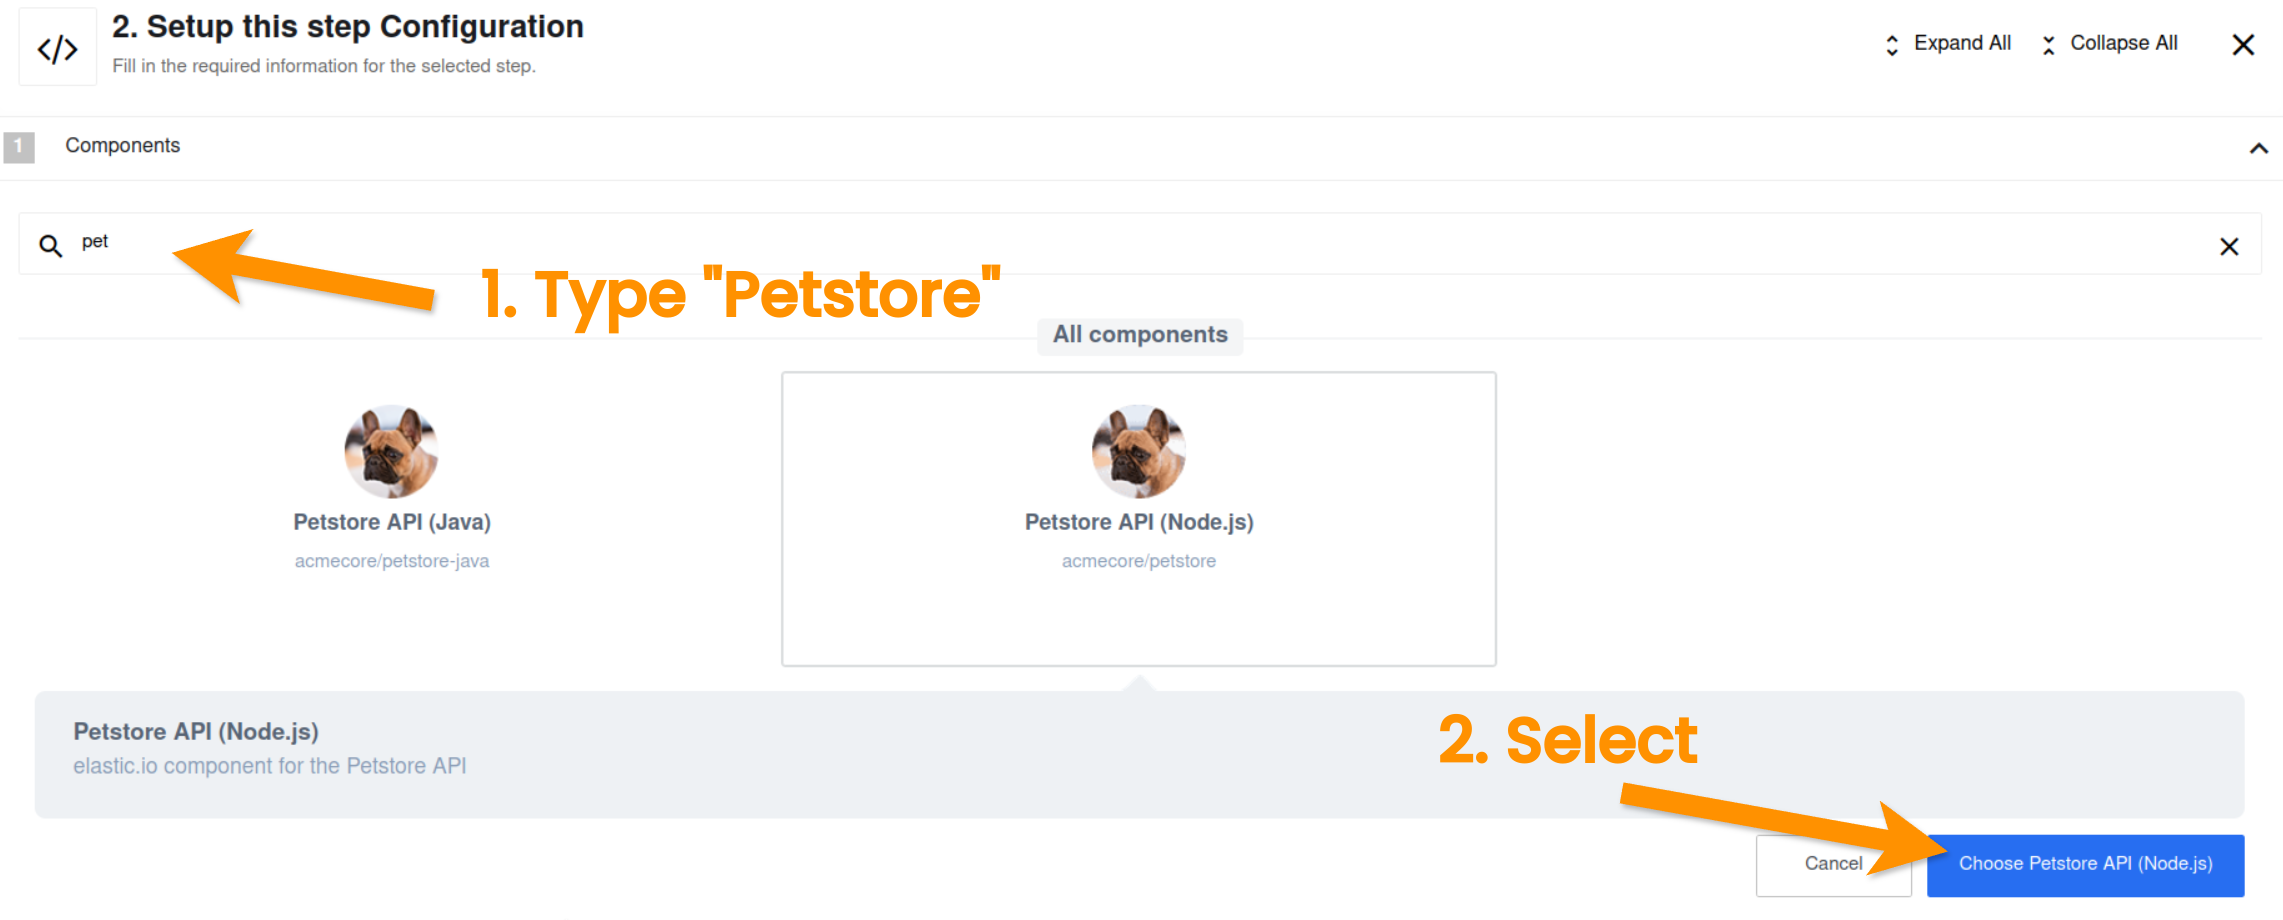 2. Setup this step Configuration
Fill in the required information for the selected step.
Expand All
Collapse All
1
Components
pet
1. Type "Petstore"
All components
Petstore API (Java)
acmecore/petstore-java
Petstore API (Node.js)
acmecore/petstore
Petstore API (Node.js)
elastic.io component for the Petstore API
2. Select
Cancel
Choose Petstore API (Node.js)